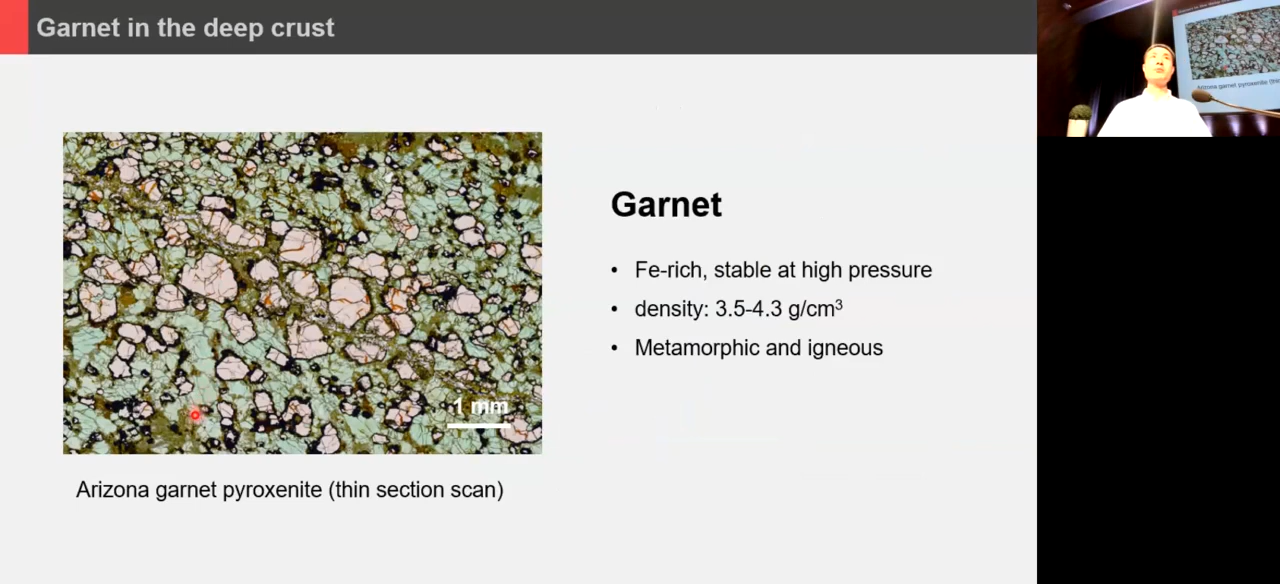 Garnet in the deep crust
Garnet
• Fe-rich, stable at high pressure
• density: 3.5-4.3 g/cm³
• Metamorphic and igneous
1 mm
Arizona garnet pyroxenite (thin section scan)